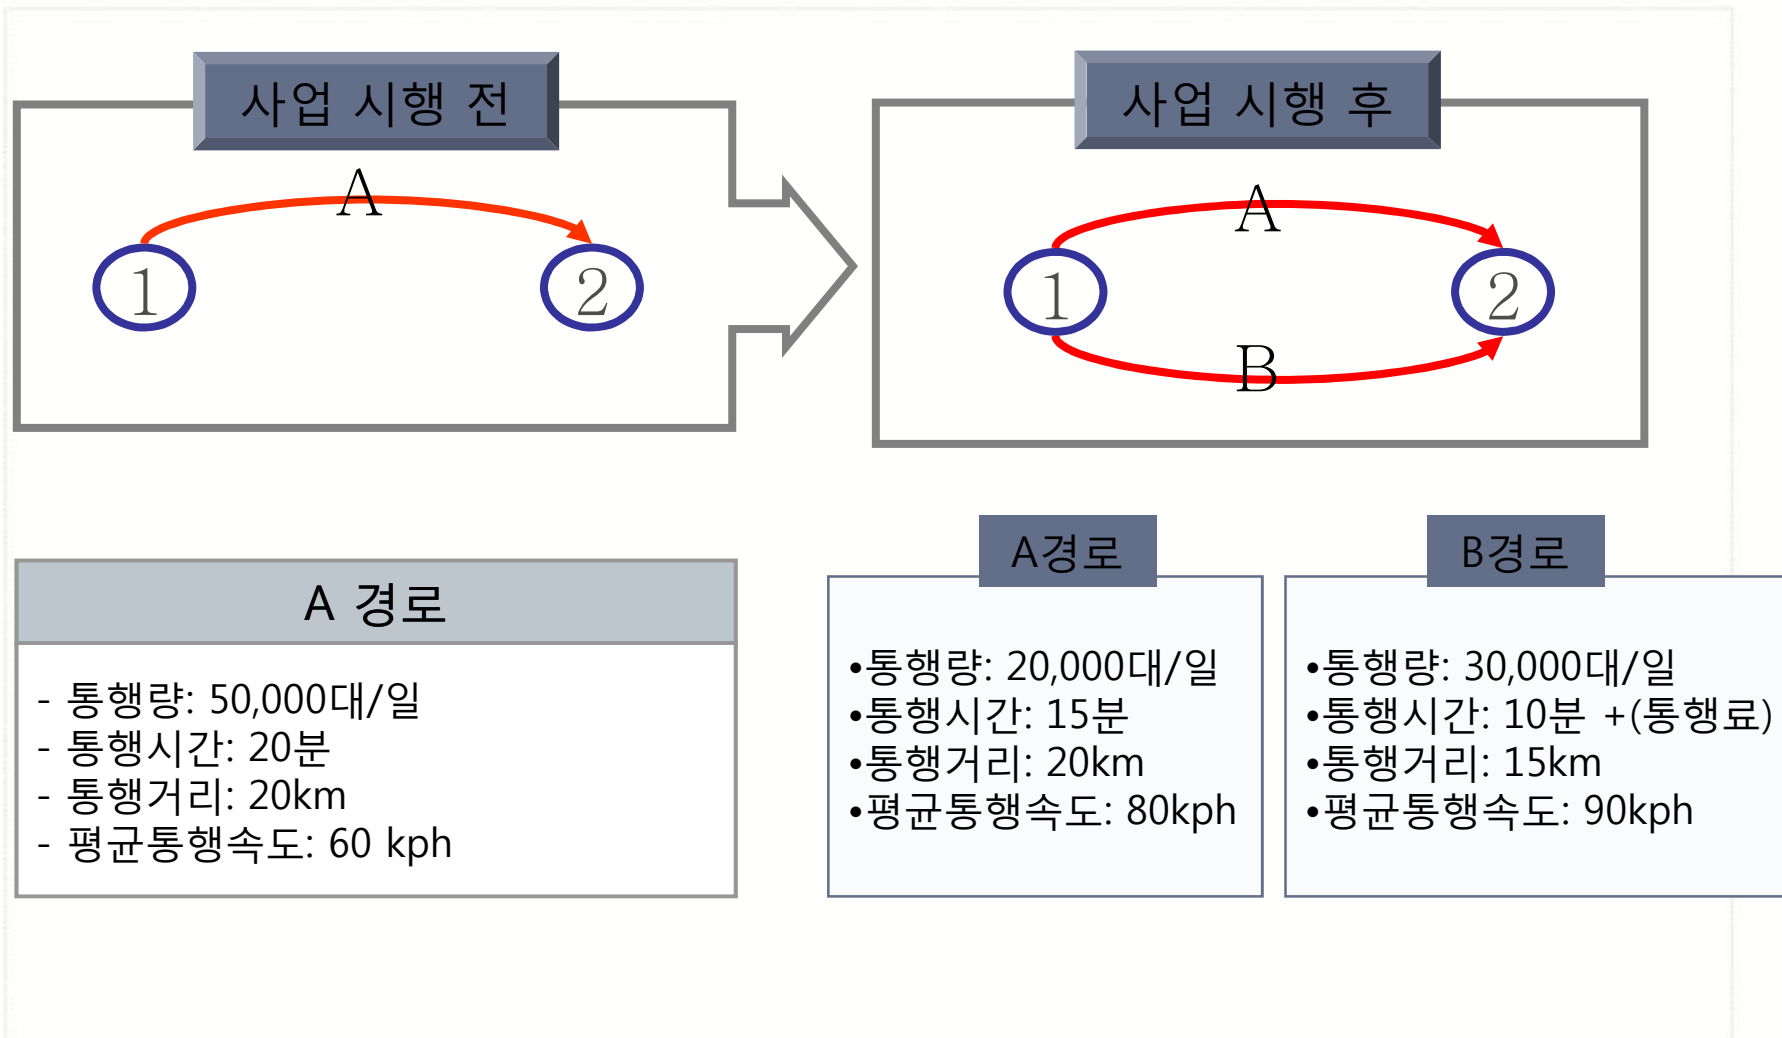 사업 시행 전
사업 시행 후
A
1
2
A
1
2
B
A 경로
- 통행량: 50,000대/일
- 통행시간: 20분
- 통행거리: 20km
- 평균통행속도: 60 kph
A경로
•통행량: 20,000대/일
•통행시간: 15분
•통행거리: 20km
•평균통행속도: 80kph
B경로
•통행량: 30,000대/일
•통행시간: 10분 +(통행료)
•통행거리: 15km
•평균통행속도: 90kph